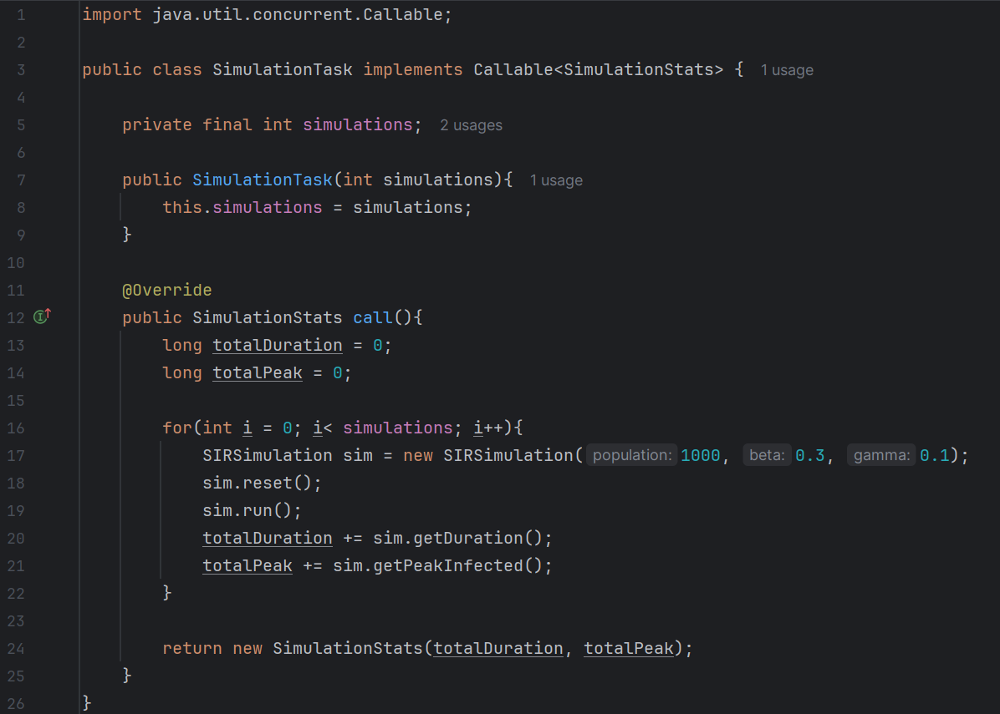 1 import java.util.concurrent.Callable;
2
3 public class SimulationTask implements Callable<SimulationStats> { 1 usage
4
5 private final int simulations; 2 usages
6
7 public SimulationTask(int simulations){ 1 usage
8 this.simulations = simulations;
9 }
10
11 @Override
12 public SimulationStats call(){
13 long totalDuration = 0;
14 long totalPeak = 0;
15
16 for(int i = 0; i< simulations; i++){
17 SIRSimulation sim = new SIRSimulation( population: 1000, beta: 0.3, gamma: 0.1);
18 sim.reset();
19 sim.run();
20 totalDuration += sim.getDuration();
21 totalPeak += sim.getPeakInfected();
22 }
23
24 return new SimulationStats(totalDuration, totalPeak);
25 }
26 }